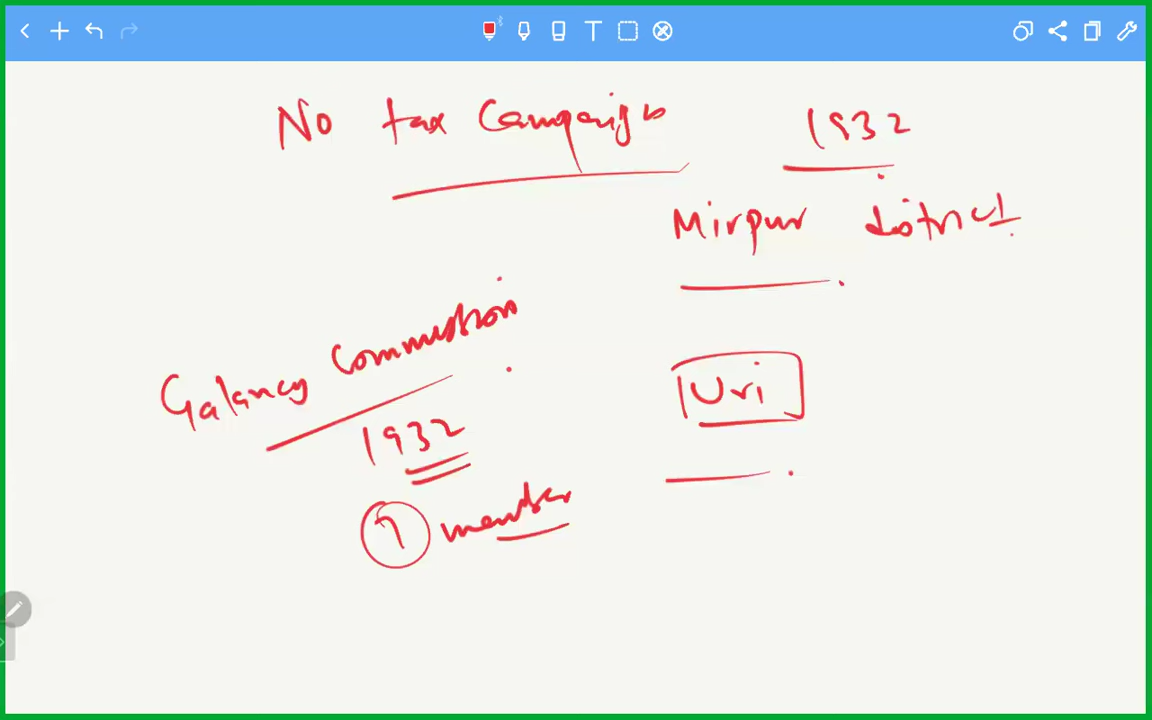 No tax Campaign
1932
Mirpur district
Galancy Commission
1932
Uri
7 member